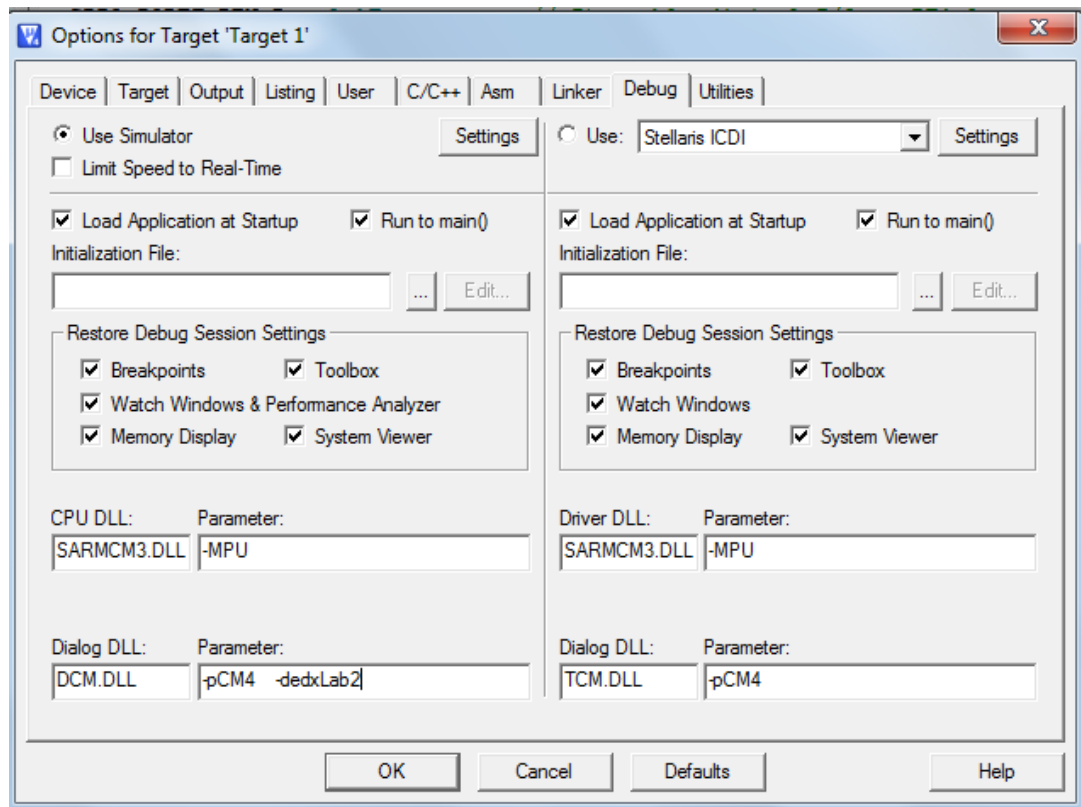 Options for Target 'Target 1'
Device Target Output Listing User C/C++ Asm Linker Debug Utilities
Use Simulator Settings
Limit Speed to Real-Time
Use: Stellaris ICDI Settings
Load Application at Startup Run to main()
Initialization File:
... Edit...
Restore Debug Session Settings
Breakpoints Toolbox
Watch Windows & Performance Analyzer
Memory Display System Viewer
CPU DLL: Parameter:
SARMCM3.DLL -MPU
Dialog DLL: Parameter:
DCM.DLL -pCM4 -dedxLab2
Load Application at Startup Run to main()
Initialization File:
... Edit...
Restore Debug Session Settings
Breakpoints Toolbox
Watch Windows
Memory Display System Viewer
Driver DLL: Parameter:
SARMCM3.DLL -MPU
Dialog DLL: Parameter:
TCM.DLL -pCM4
OK Cancel Defaults Help